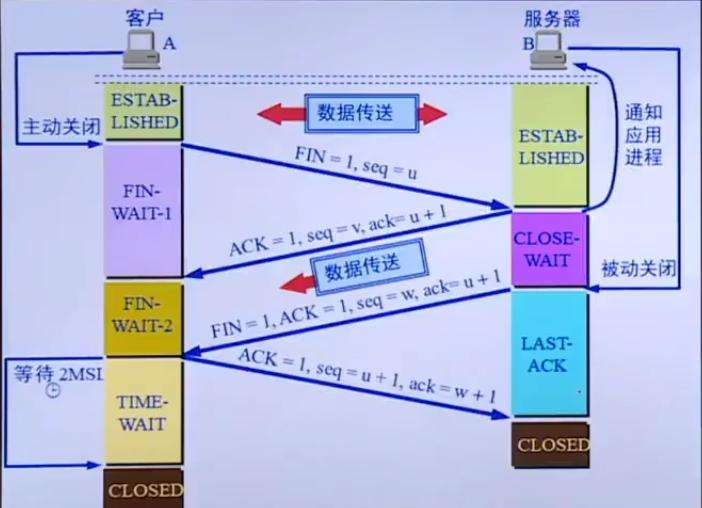 客户
A
服务器
B
ESTAB-
LISHED
数据传送
主动关闭
ESTAB-
LISHED
通知
应用
进程
FIN = 1, seq = u
FIN-
WAIT-1
ACK = 1, seq = v, ack= u + 1
CLOSE-
WAIT
数据传送
被动关闭
FIN-
WAIT-2
FIN = 1, ACK = 1, seq = w, ack= u + 1
LAST-
ACK
ACK = 1, seq = u + 1, ack = w + 1
等待 2MSL
TIME-
WAIT
CLOSED
CLOSED